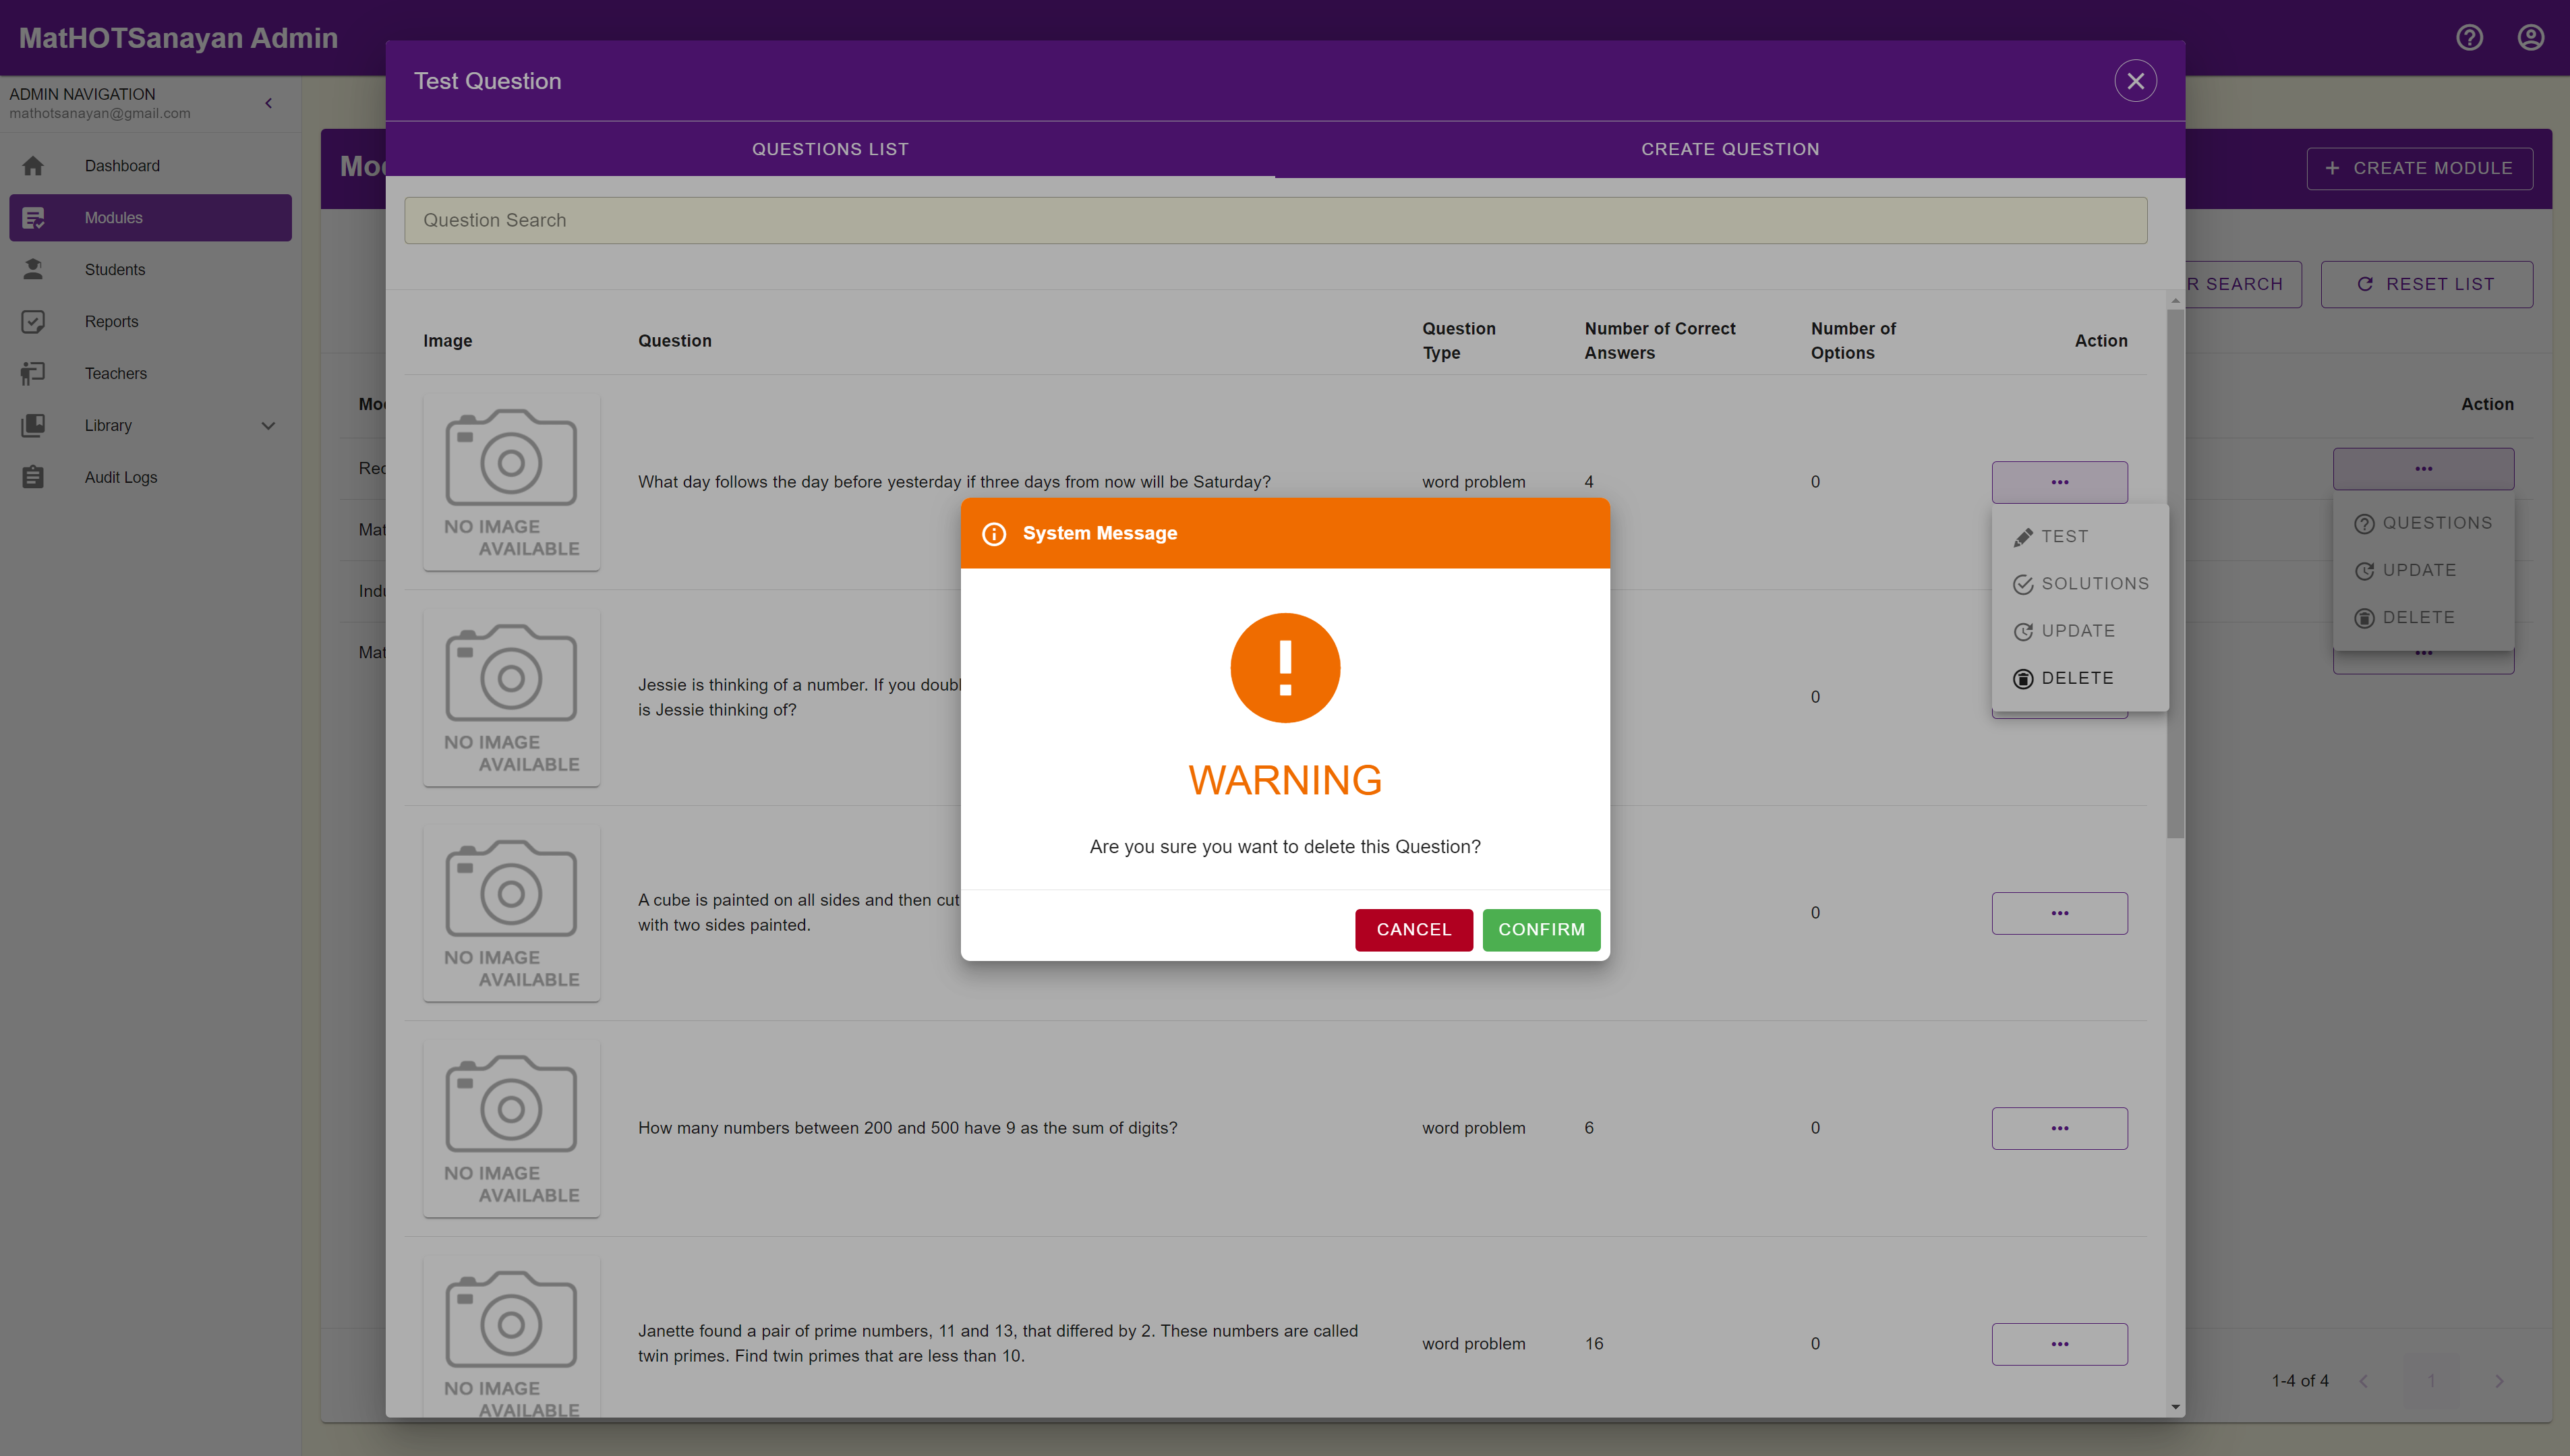 MatHOTSanayan Admin
ADMIN NAVIGATION
mathotsanayan@gmail.com
Dashboard
Modules
Students
Reports
Teachers
Library
Audit Logs
CREATE MODULE
SEARCH
RESET LIST
Action
QUESTIONS
UPDATE
DELETE
1-4 of 4
1
Test Question
QUESTIONS LIST
CREATE QUESTION
Question Search
Image
Question
Question
Type
Number of Correct
Answers
Number of
Options
Action
NO IMAGE
AVAILABLE
What day follows the day before yesterday if three days from now will be Saturday?
word problem
4
0
TEST
SOLUTIONS
UPDATE
DELETE
NO IMAGE
AVAILABLE
Jessie is thinking of a number. If you
is Jessie thinking of?
0
NO IMAGE
AVAILABLE
A cube is painted on all sides and then cut
with two sides painted.
0
NO IMAGE
AVAILABLE
How many numbers between 200 and 500 have 9 as the sum of digits?
word problem
6
0
NO IMAGE
AVAILABLE
Janette found a pair of prime numbers, 11 and 13, that differed by 2. These numbers are called
twin primes. Find twin primes that are less than 10.
word problem
16
0
System Message
WARNING
Are you sure you want to delete this Question?
CANCEL
CONFIRM